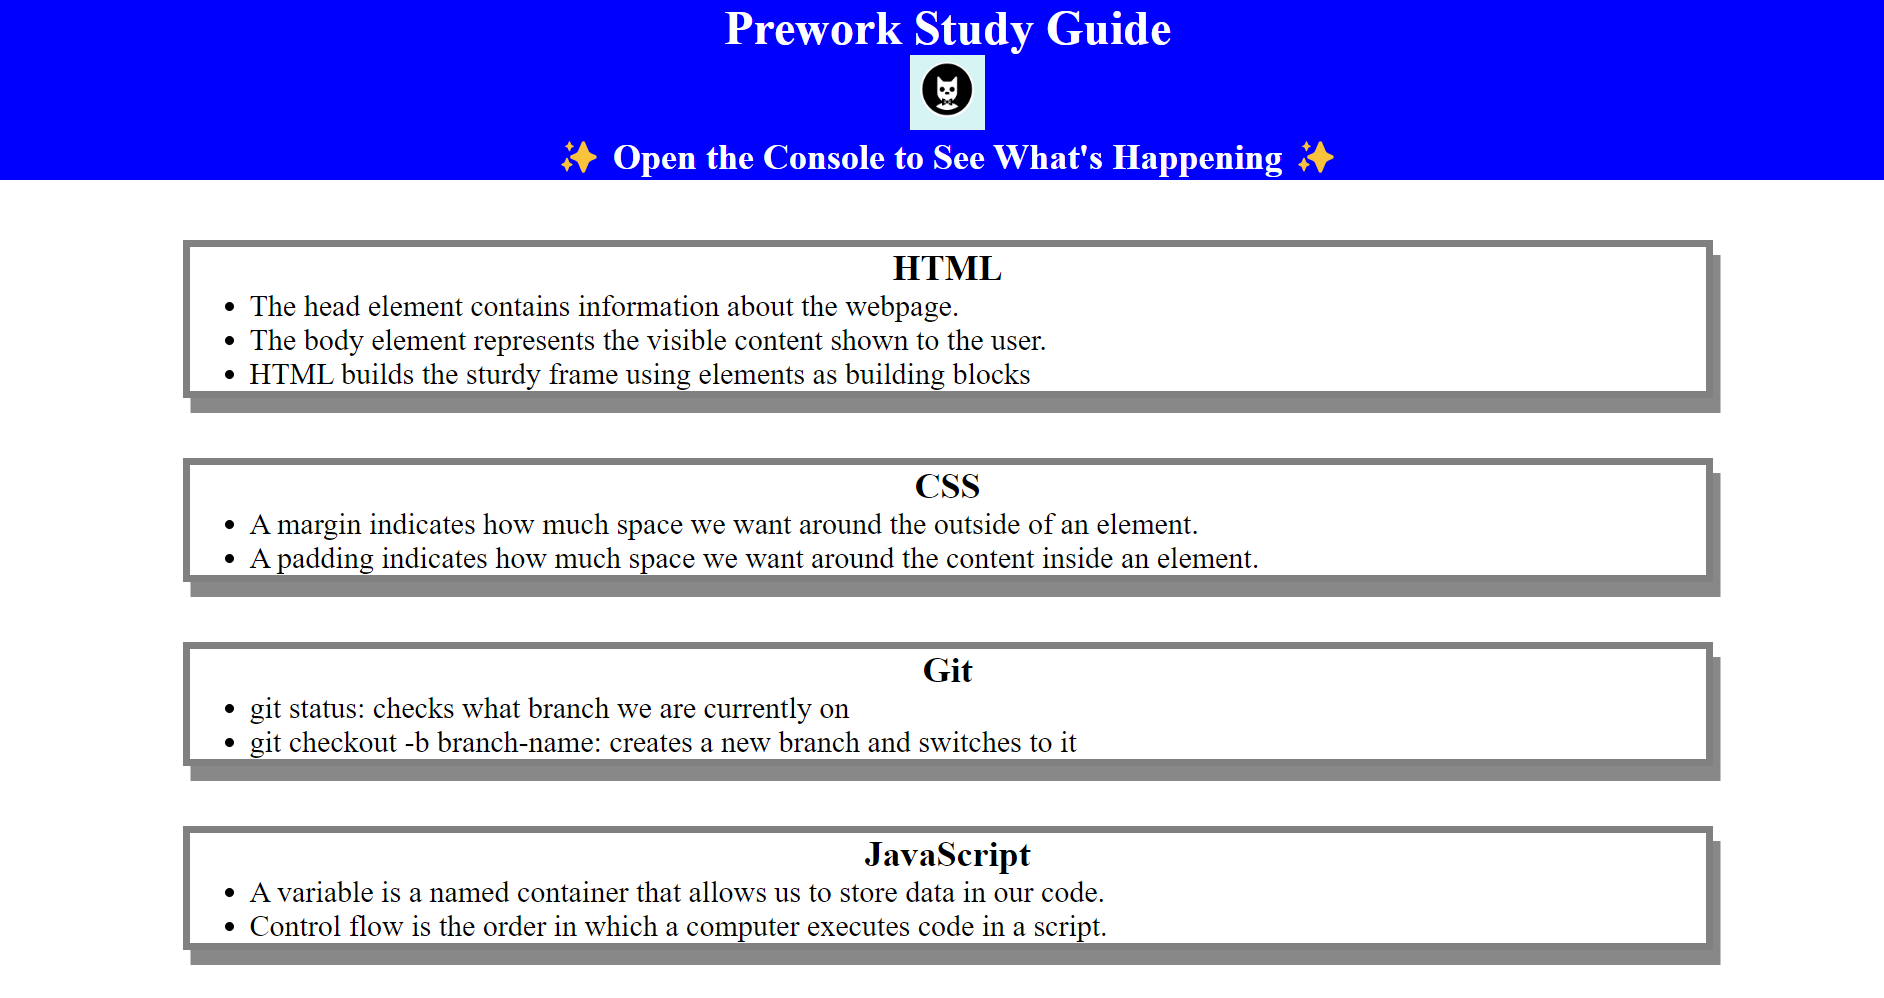 Prework Study Guide
✨ Open the Console to See What's Happening ✨
HTML
• The head element contains information about the webpage.
• The body element represents the visible content shown to the user.
• HTML builds the sturdy frame using elements as building blocks
CSS
• A margin indicates how much space we want around the outside of an element.
• A padding indicates how much space we want around the content inside an element.
Git
• git status: checks what branch we are currently on
• git checkout -b branch-name: creates a new branch and switches to it
JavaScript
• A variable is a named container that allows us to store data in our code.
• Control flow is the order in which a computer executes code in a script.